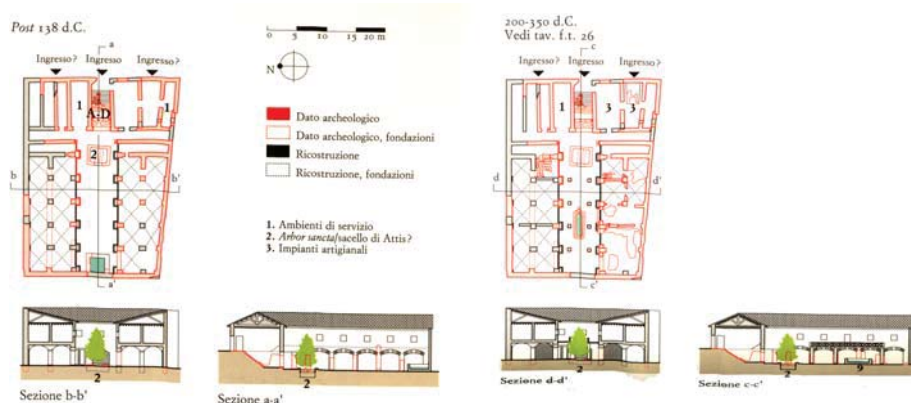 Post 138 d.C.
a
Ingresso? Ingresso Ingresso?
1
A:D
1
2
b b'
a'
0 5 10 15 20 m
N
Dato archeologico
Dato archeologico, fondazioni
Ricostruzione
Ricostruzione, fondazioni
1. Ambienti di servizio
2. Arbor sancta/sacello di Attis?
3. Impianti artigianali
200-350 d.C.
Vedi tav. f.t. 26
c
Ingresso? Ingresso Ingresso?
1
3
3
d d'
c'
2
Sezione b-b'
2
Sezione a-a'
2
Sezione d-d'
2
9
Sezione c-c'